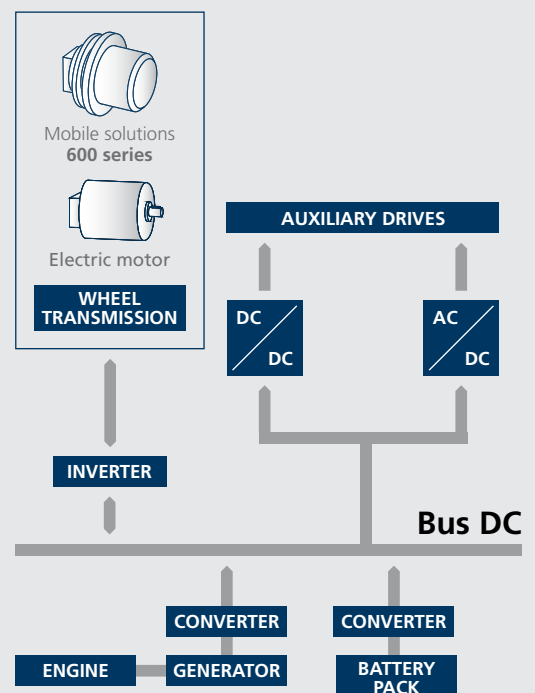 Mobile solutions
600 series
Electric motor
WHEEL
TRANSMISSION
AUXILIARY DRIVES
DC
DC
AC
DC
INVERTER
Bus DC
CONVERTER
CONVERTER
ENGINE
GENERATOR
BATTERY
PACK